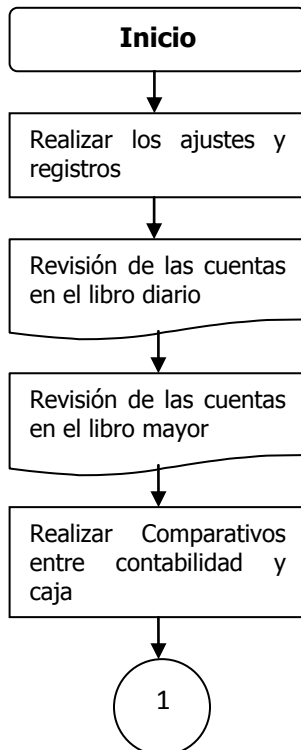 Inicio
Realizar los ajustes y
registros
Revisión de las cuentas
en el libro diario
Revisión de las cuentas
en el libro mayor
Realizar Comparativos
entre contabilidad y
caja
1